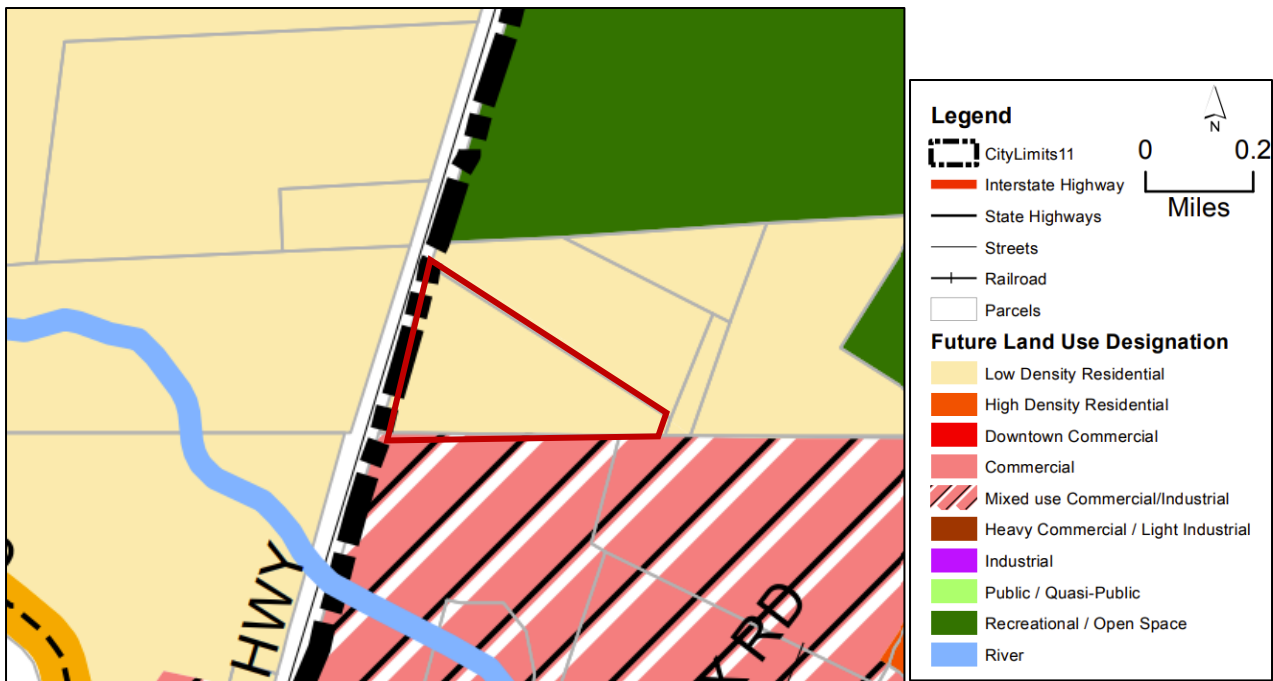 HWY
K RD
Legend
N
0 0.2
Miles
CityLimits11
Interstate Highway
State Highways
Streets
Railroad
Parcels
Future Land Use Designation
Low Density Residential
High Density Residential
Downtown Commercial
Commercial
Mixed use Commercial/Industrial
Heavy Commercial / Light Industrial
Industrial
Public / Quasi-Public
Recreational / Open Space
River